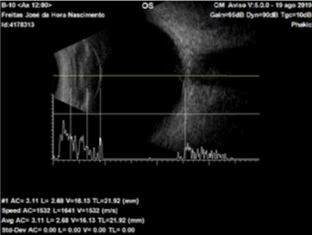 B-10 <Ax 12:00> OS QM Aviso V:5.0.0 - 19 ago 2019
Freitas José da Hora Nascimento Gain=65dB Dyn=90dB Tgc=10dB
Id:4178313 Phakic
#1 AC= 3.11 L= 2.68 V=16.13 TL=21.92 (mm)
Speed AC=1532 L=1641 V=1532 (m/s)
Avg AC= 3.11 L= 2.68 V=16.13 TL=21.92 (mm)
Std-Dev AC= 0.00 L= 0.00 V= 0.00 TL= 0.00